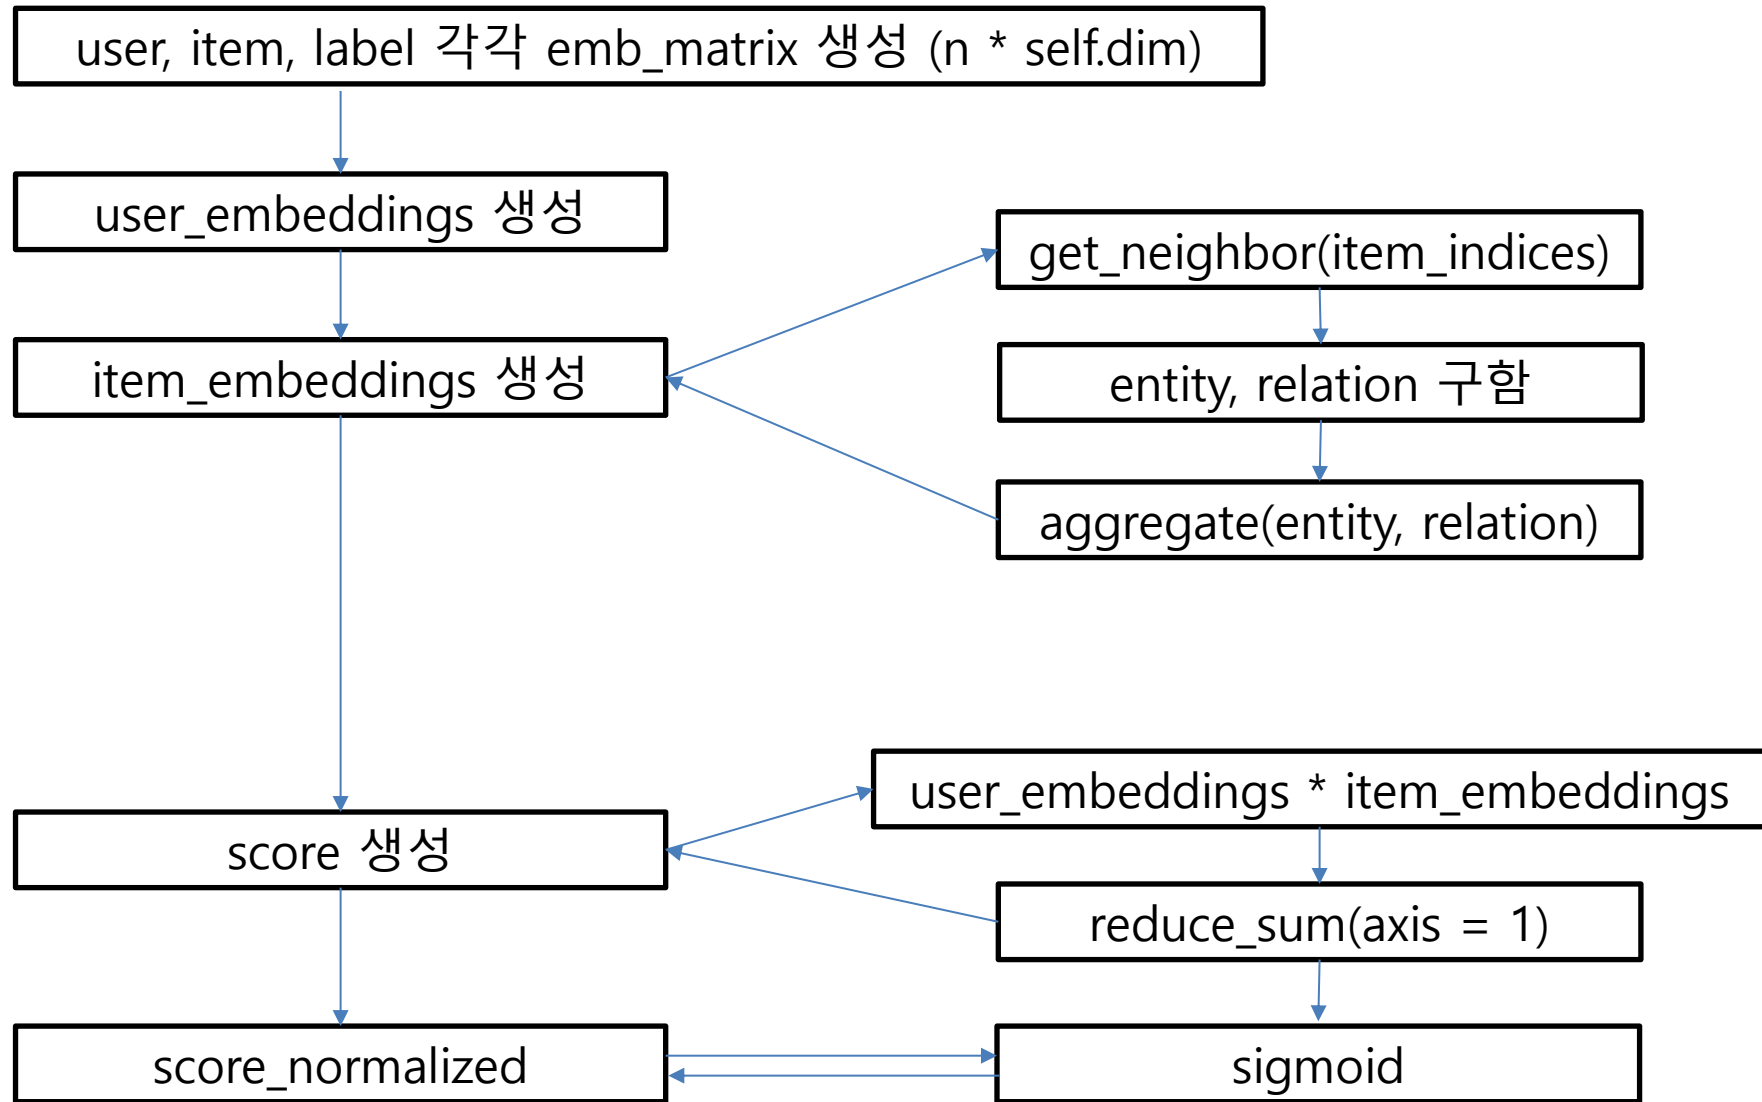 user, item, label 각각 emb_matrix 생성 (n * self.dim)
user_embeddings 생성
get_neighbor(item_indices)
item_embeddings 생성
entity, relation 구함
aggregate(entity, relation)
user_embeddings * item_embeddings
score 생성
reduce_sum(axis = 1)
score_normalized
sigmoid